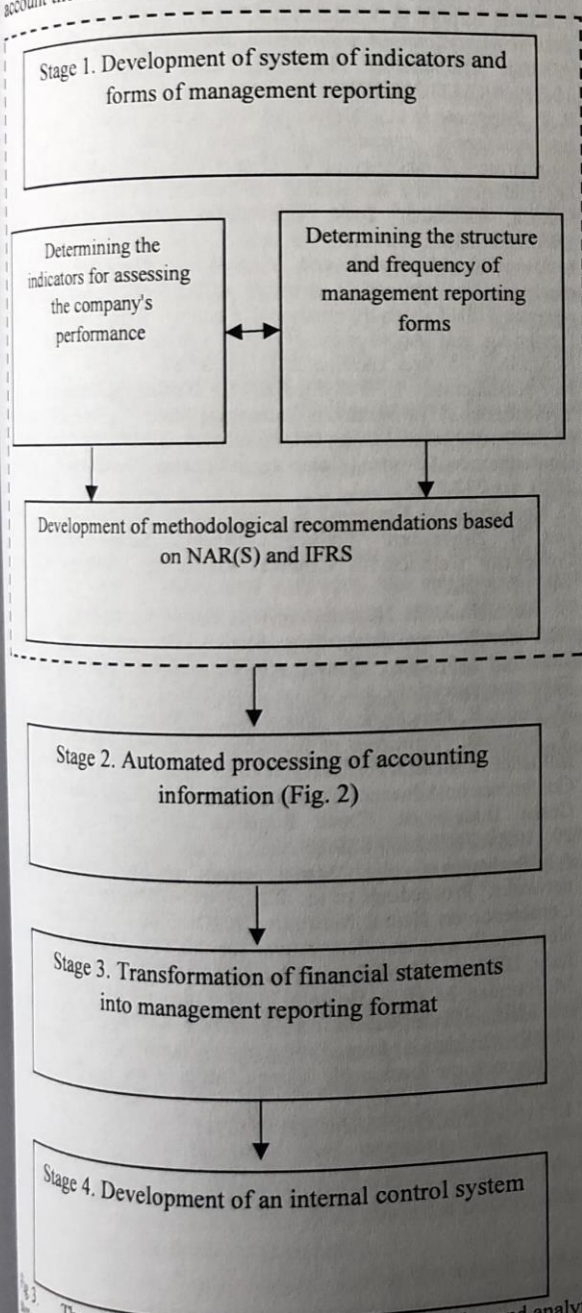 account
Stage 1. Development of system of indicators and
forms of management reporting
Determining the
indicators for assessing
the company's
performance
Determining the structure
and frequency of
management reporting
forms
Development of methodological recommendations based
on NAR(S) and IFRS
Stage 2. Automated processing of accounting
information (Fig. 2)
Stage 3. Transformation of financial statements
into management reporting format
Stage 4. Development of an internal control system